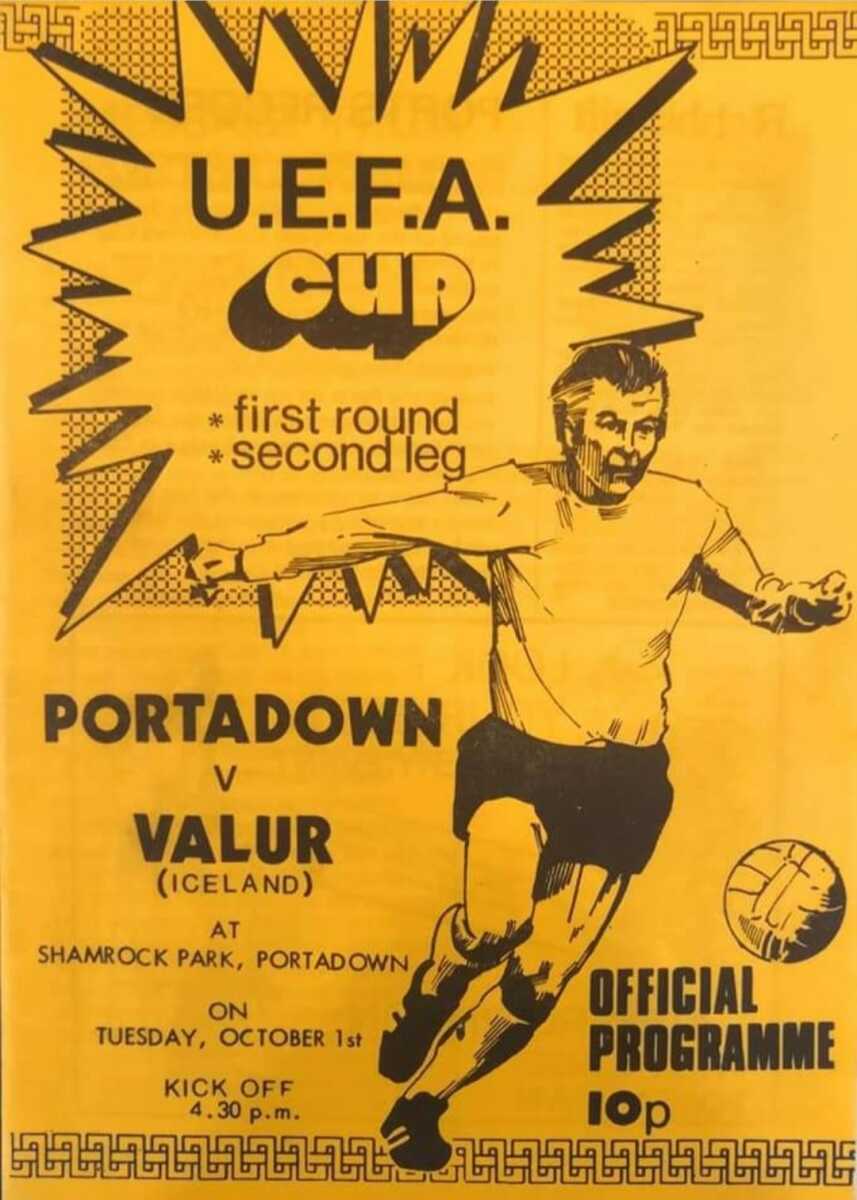 U.E.F.A.
CUP
* first round
* second leg
PORTADOWN
V
VALUR
(ICELAND)
AT
SHAMROCK PARK, PORTADOWN
ON
TUESDAY, OCTOBER 1st
KICK OFF
4.30 p.m.
OFFICIAL
PROGRAMME
10p